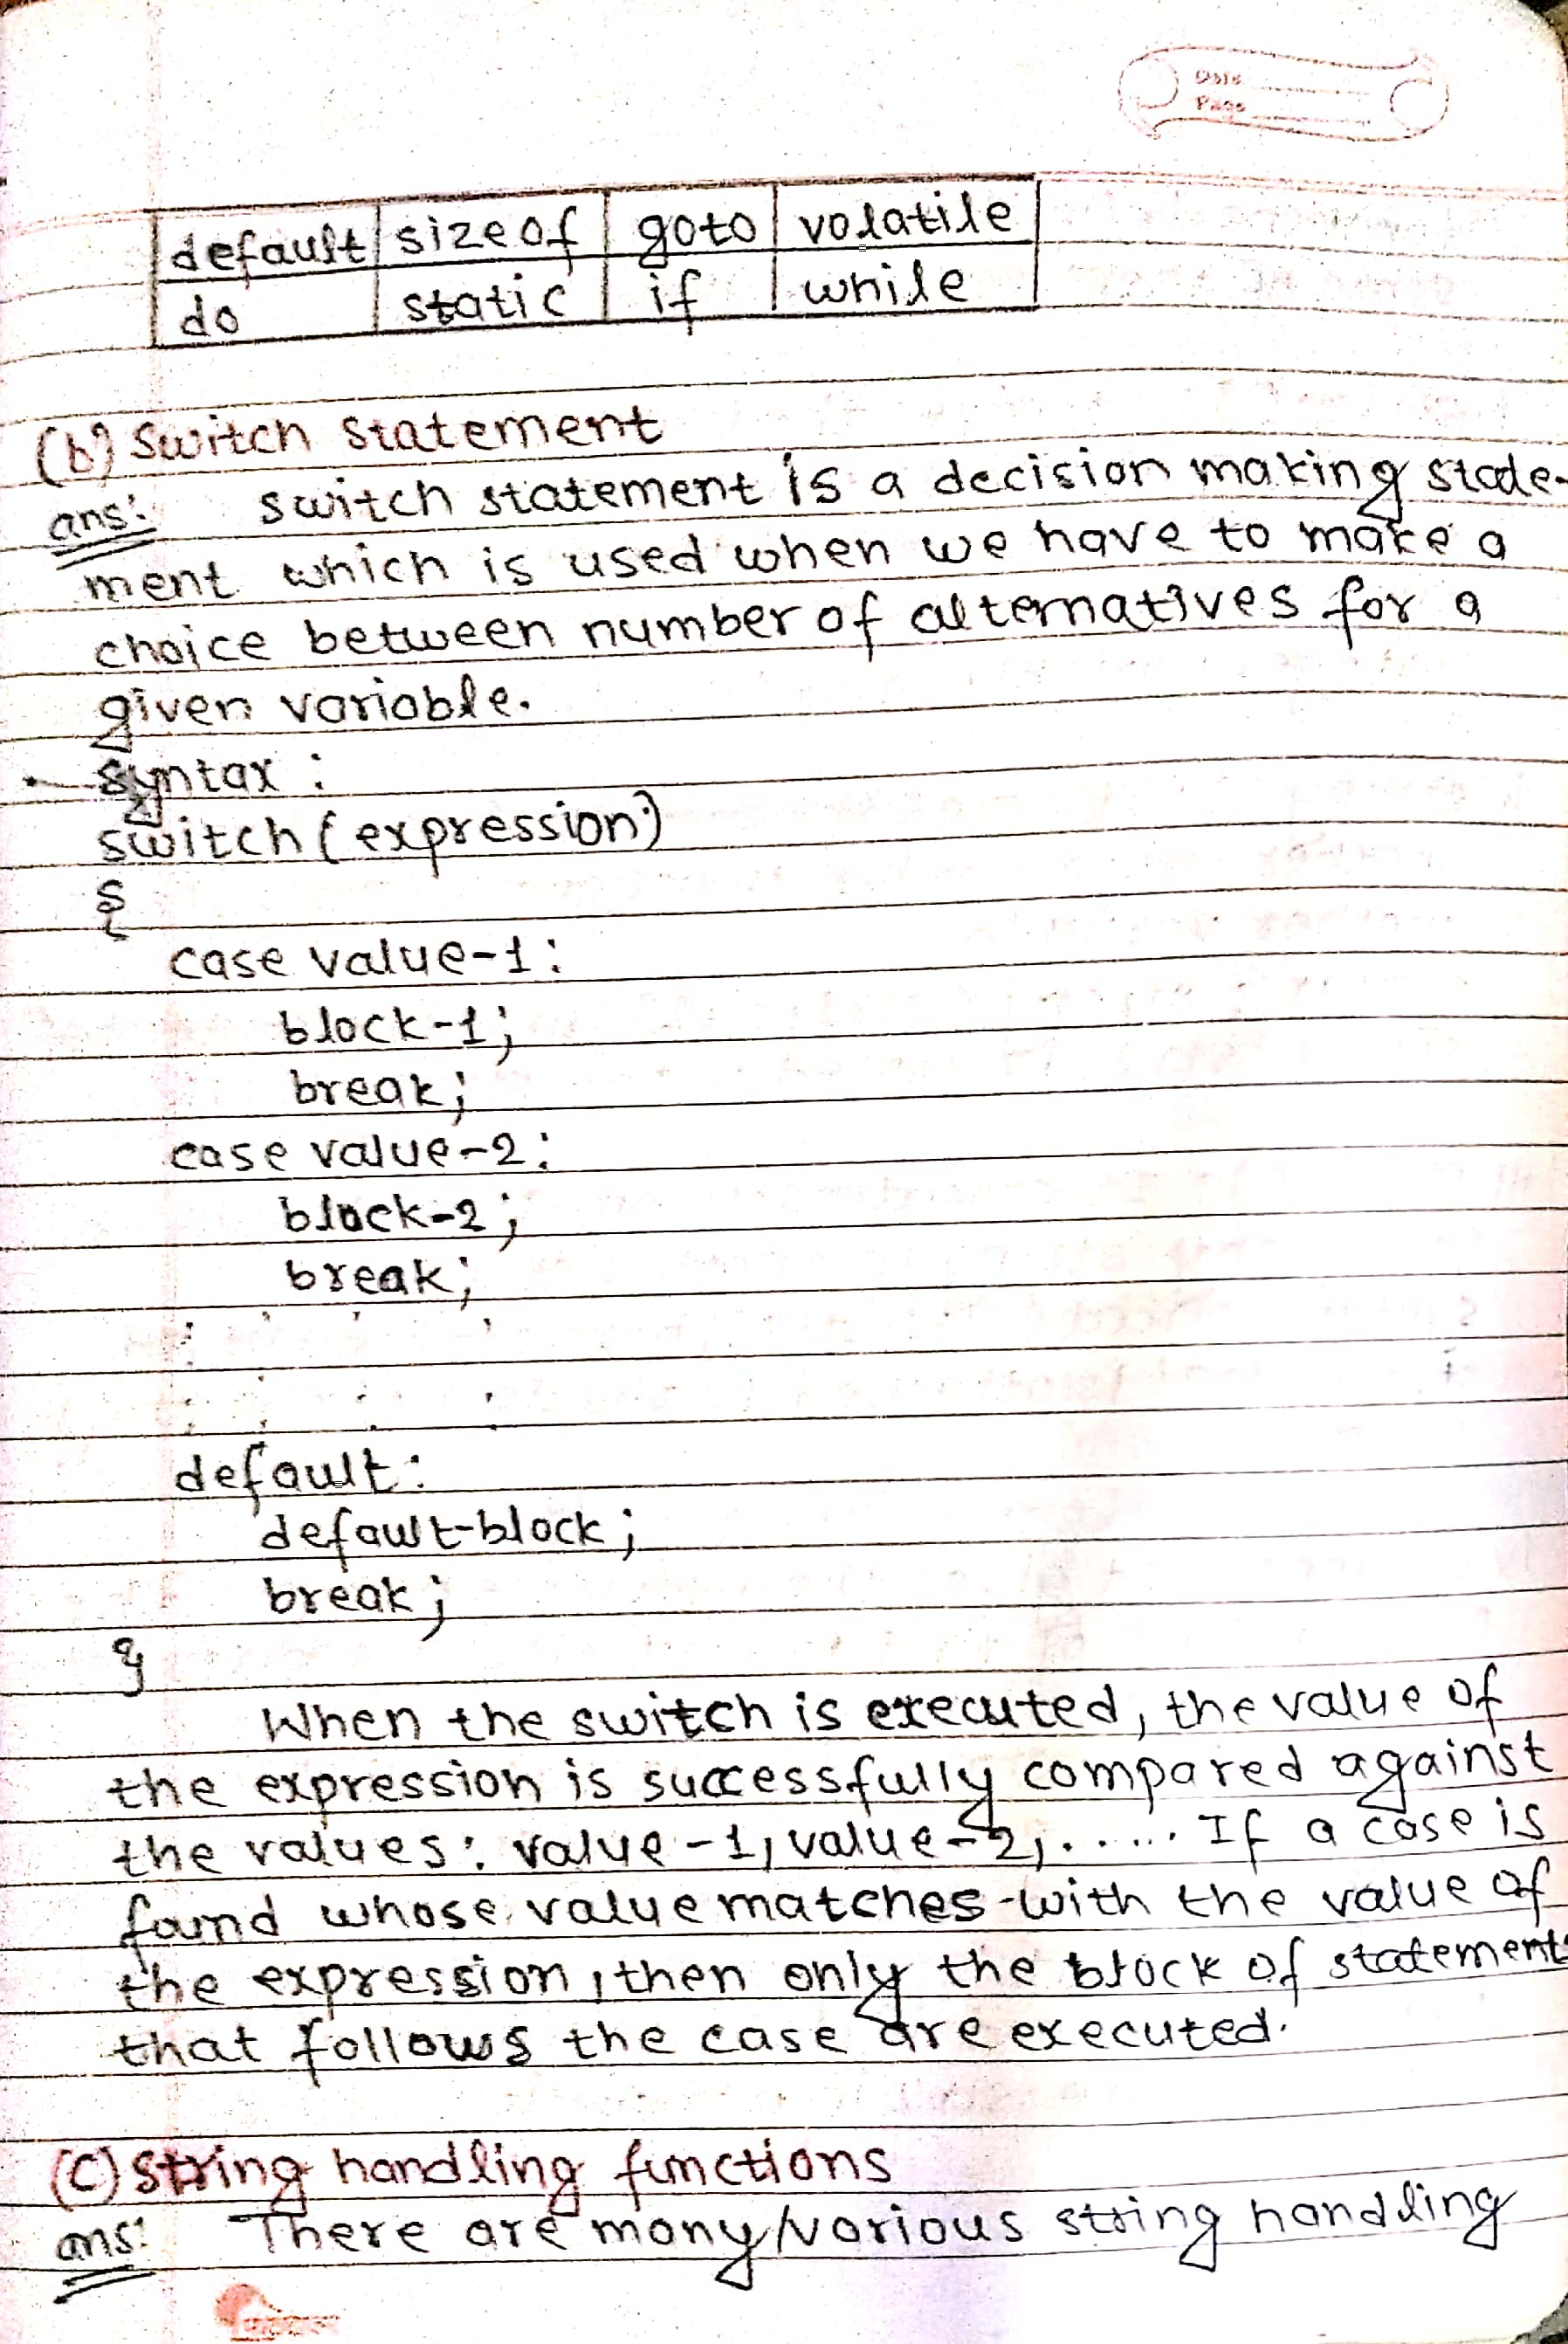 Date
Page
default sizeof goto volatile
do static if while
(b) Switch statement
ans: switch statement is a decision making state-
ment which is used when we have to make a
choice between number of alternatives for a
given variable.
syntax :
switch (expression)
{
case value-1:
block-1;
break;
case value-2:
block-2;
break;
default:
default-block;
break;
}
When the switch is executed, the value of
the expression is successfully compared against
the values: value-1, value-2, ...... If a case is
found whose value matches with the value of
the expression, then only the block of statements
that follows the case are executed.
(C) String handling functions
ans: There are many/various string handling